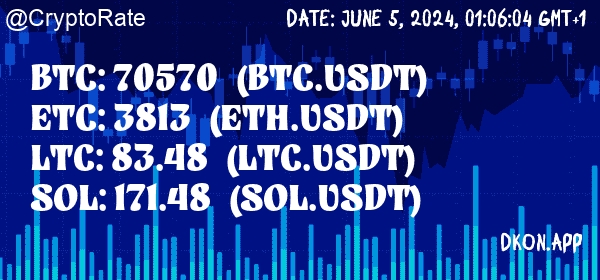 @CryptoRate
DATE: JUNE 5, 2024, 01:06:04 GMT+1
BTC: 70570 (BTC.USDT)
ETC: 3813 (ETH.USDT)
LTC: 83.48 (LTC.USDT)
SOL: 171.48 (SOL.USDT)
DKON.APP